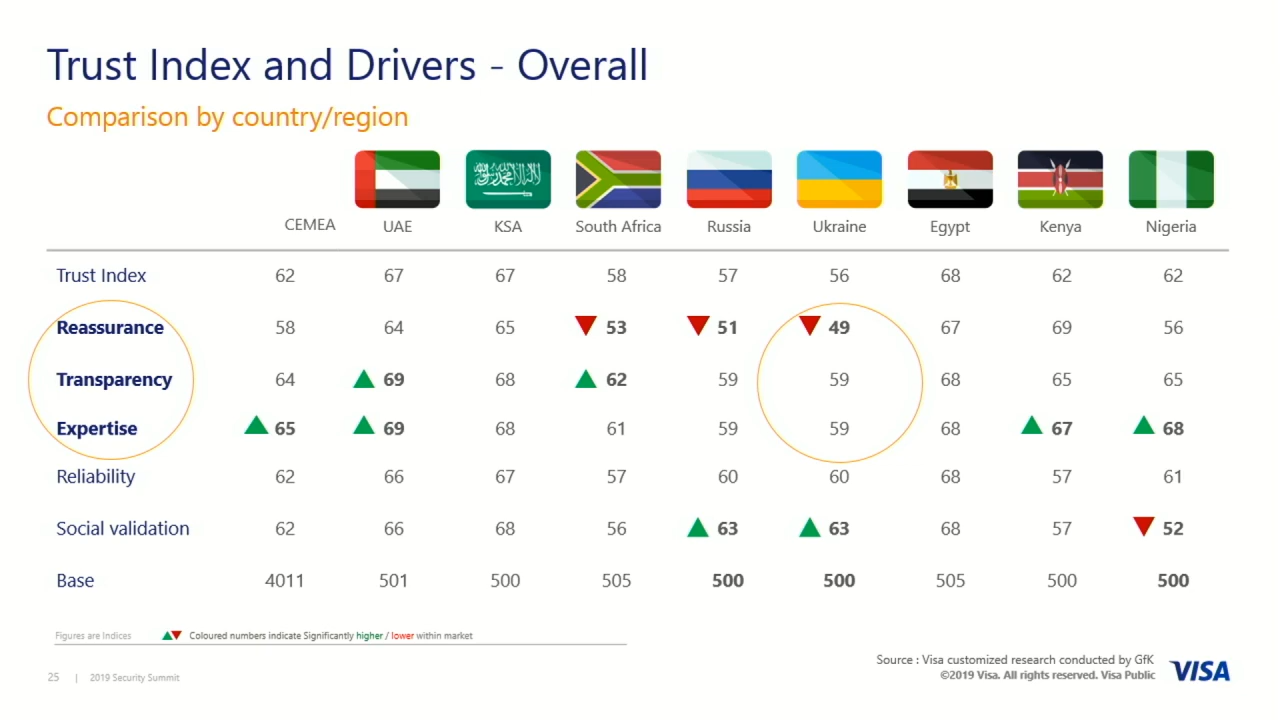 Trust Index and Drivers - Overall
Comparison by country/region
CEMEA UAE KSA South Africa Russia Ukraine Egypt Kenya Nigeria
Trust Index 62 67 67 58 57 56 68 62 62
Reassurance 58 64 65 53 51 49 67 69 56
Transparency 64 69 68 62 59 59 68 65 65
Expertise 65 69 68 61 59 59 68 67 68
Reliability 62 66 67 57 60 60 68 57 61
Social validation 62 66 68 56 63 63 68 57 52
Base 4011 501 500 505 500 500 505 500 500
Figures are Indices Coloured numbers indicate Significantly higher / lower within market
Source : Visa customized research conducted by GfK
25 | 2019 Security Summit
©2019 Visa. All rights reserved. Visa Public
VISA